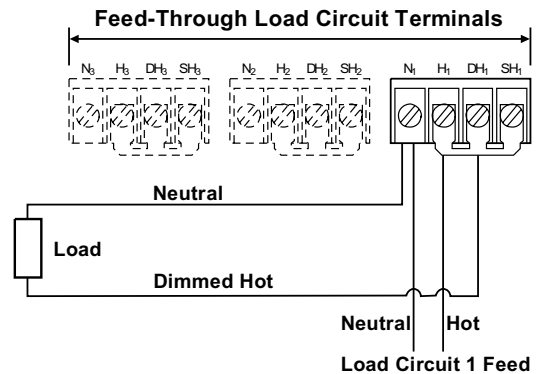 Feed-Through Load Circuit Terminals
N3 H3 DH3 SH3 N2 H2 DH2 SH2 N1 H1 DH1 SH1
Neutral
Load
Dimmed Hot
Neutral Hot
Load Circuit 1 Feed